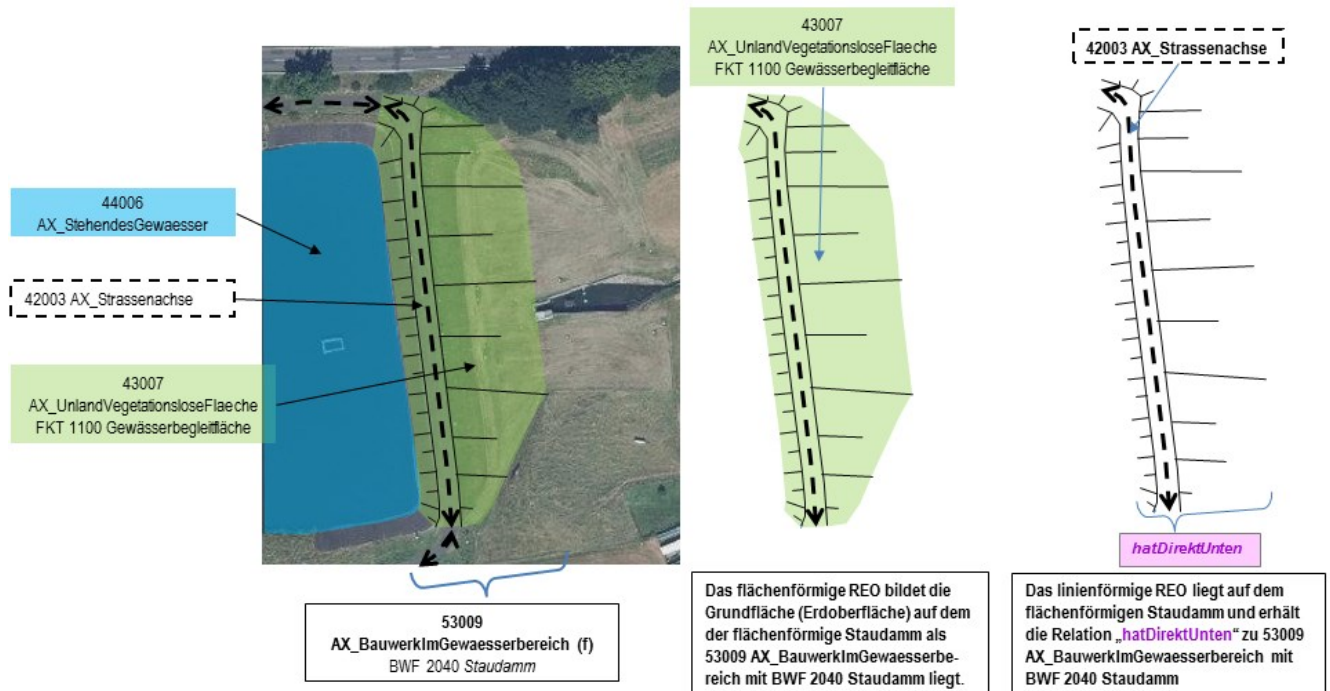 44006
AX_StehendesGewaesser
42003 AX_Strassenachse
43007
AX_UnlandVegetationsloseFlaeche
FKT 1100 Gewässerbegleitfläche
53009
AX_BauwerkImGewaesserbereich (f)
BWF 2040 Staudamm
43007
AX_UnlandVegetationsloseFlaeche
FKT 1100 Gewässerbegleitfläche
Das flächenförmige REO bildet die
Grundfläche (Erdoberfläche) auf dem
der flächenförmige Staudamm als
53009 AX_BauwerkImGewaesserbe-
reich mit BWF 2040 Staudamm liegt.
42003 AX_Strassenachse
hatDirektUnten
Das linienförmige REO liegt auf dem
flächenförmigen Staudamm und erhält
die Relation „hatDirektUnten“ zu 53009
AX_BauwerkImGewaesserbereich mit
BWF 2040 Staudamm